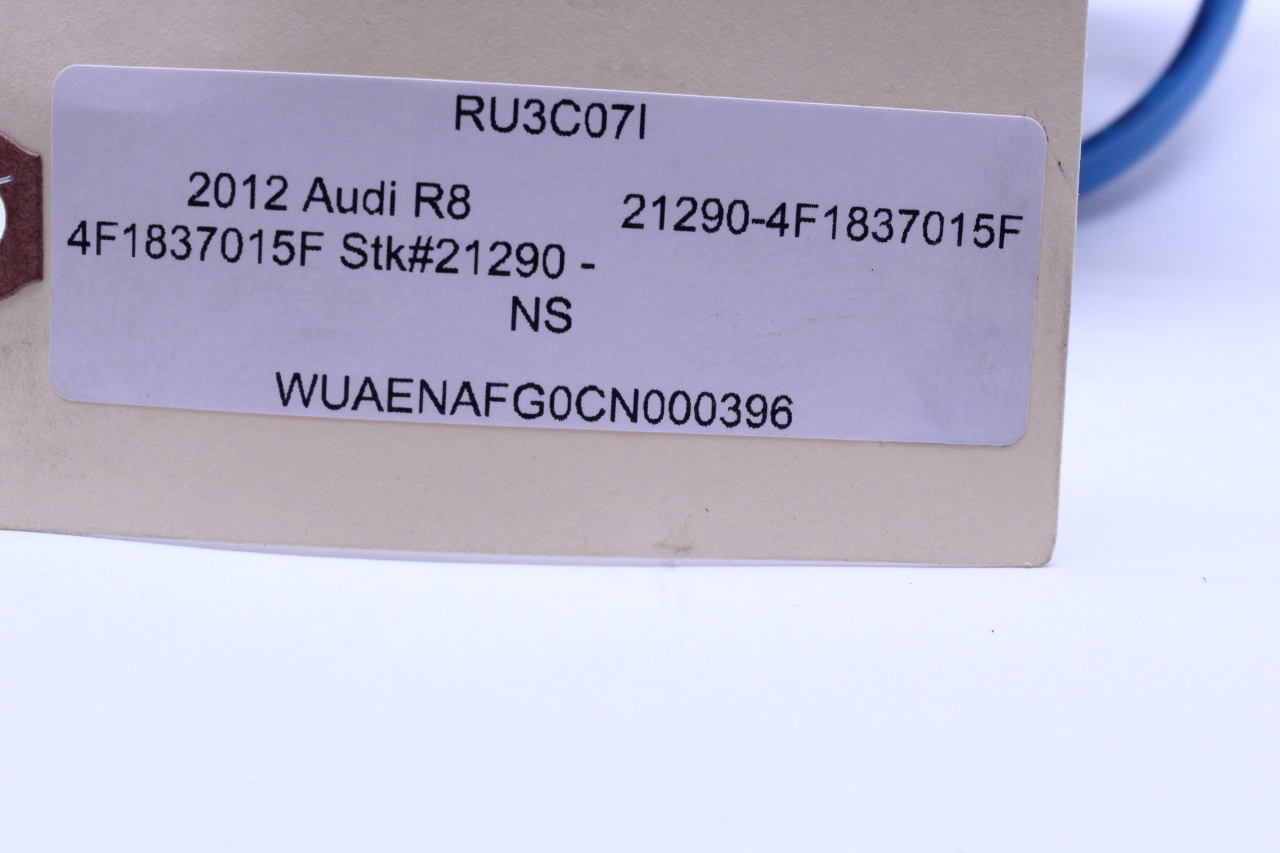 RU3C07I
2012 Audi R8
4F1837015F Stk#21290 -
21290-4F1837015F
NS
WUAENAFG0CN000396